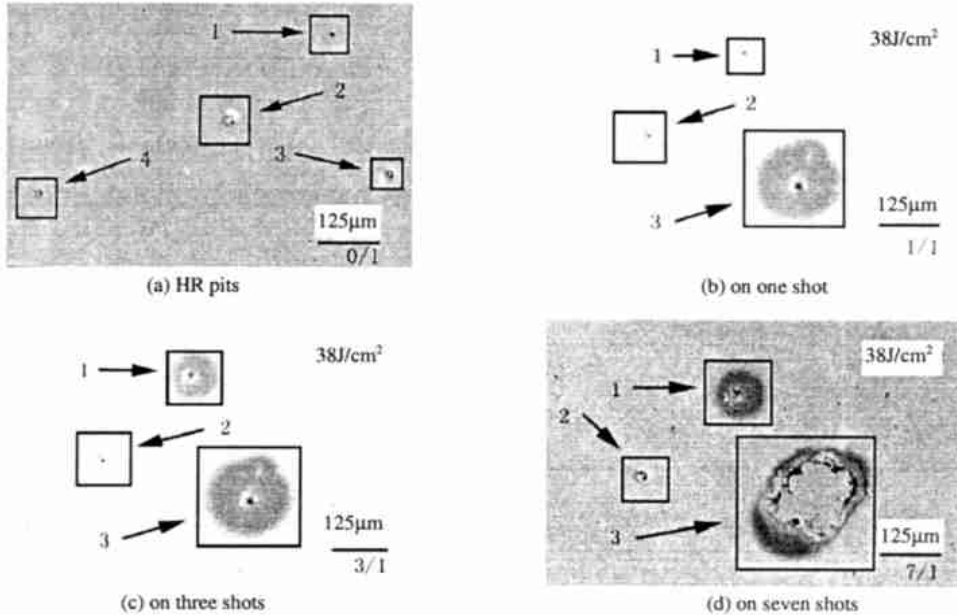 1
2
3
4
125μm
0/1
(a) HR pits
38J/cm²
1
2
3
125μm
1/1
(b) on one shot
38J/cm²
1
2
3
125μm
3/1
(c) on three shots
38J/cm²
1
2
3
125μm
7/1
(d) on seven shots